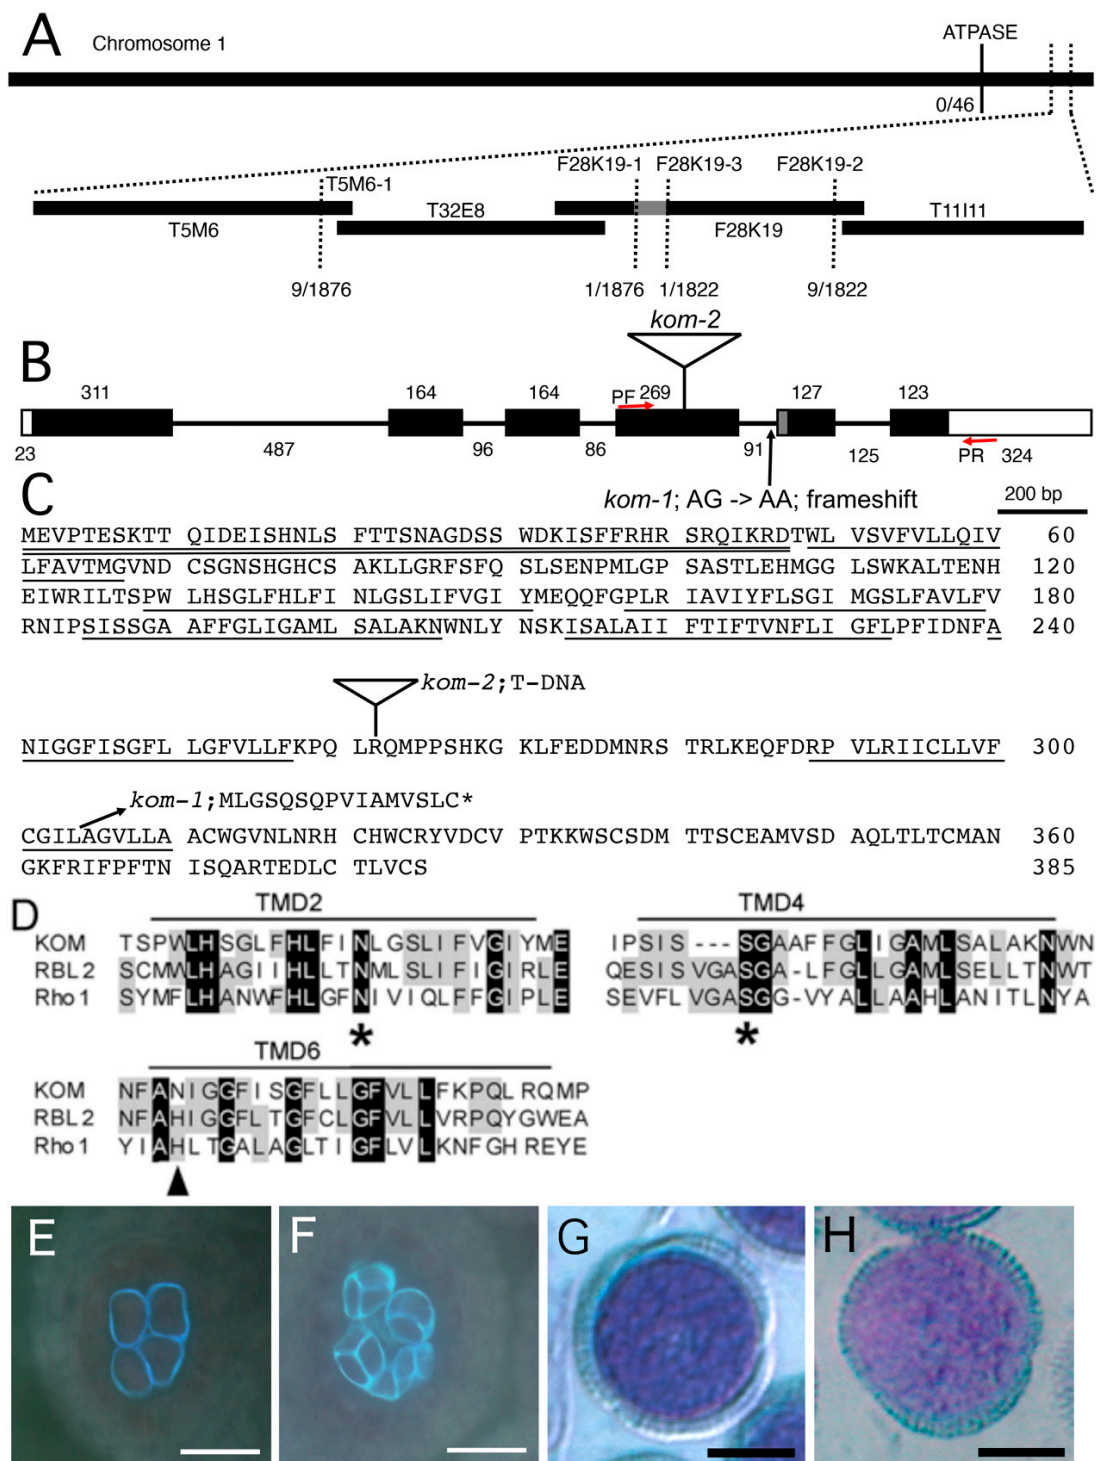 A
Chromosome 1
ATPASE
0/46
F28K19-1 F28K19-3 F28K19-2
T5M6-1
T32E8
T11I11
T5M6
F28K19
9/1876
1/1876
1/1822
9/1822
kom-2
B
311
164
164
PF
269
127
123
23
487
96
86
91
125
PR
324
kom-1; AG -> AA; frameshift
200 bp
C
MEVPTESKTT QIDEISHNLS FTTSNAGDSS WDKISFFRHR SRQIKRDTWL VSVFVLLQIV 60
LFAVTMGVND CSGNSHGHCS AKLLGRFSFQ SLSENPMLGP SASTLEHMGG LSWKALTENH 120
EIWRILTSPW LHSGLFHLFI NLGSLIFVGI YMEQQFGPLR IAVIYFLSGI MGSLFAVLFV 180
RNIPSISSGA AFFGLIGAML SALAKNWNLY NSKISALAII FTIFTVNFLI GFLPFIDNFA 240
kom-2;T-DNA
NIGGFISGFL LGFVLLFKPQ LRQMPPSHKG KLFEDDMNRS TRLKEQFDRP VLRIICLLVF 300
kom-1;MLGSQSQPVIAMVSLC*
CGILAGVLLA ACWGVNLNRH CHWCRYVDCV PTKKWSCSDM TTSCEAMVSD AQLTLTCMAN 360
GKFRIFPFTN ISQARTEDLC TLVCS 385
D
TMD2
KOM TSPWLHSGLFHLFINLGSLIFVGIYME
RBL2 SCMWLHAGIIHLLTNMLSLIFIGIRLE
Rho1 SYMFLHANWFHLGFNIVIQLFFGIPLE
*
TMD4
IPSIS---SGAAFFGLIGAMLSALAKNWN
QESISVGASGA-LFGLLGAMLSELLTNWT
SEVFLVGASGG-VYALLAAHLANITLNYA
*
TMD6
KOM NFANIGGFISGFLLGFVLLFKPQLRQMP
RBL2 NFAHIGGFLTGFCLGFVLLVRPQYGWEA
Rho1 YIAHLTGALAGLTIGFLVLKNFGHREYE
E
F
G
H